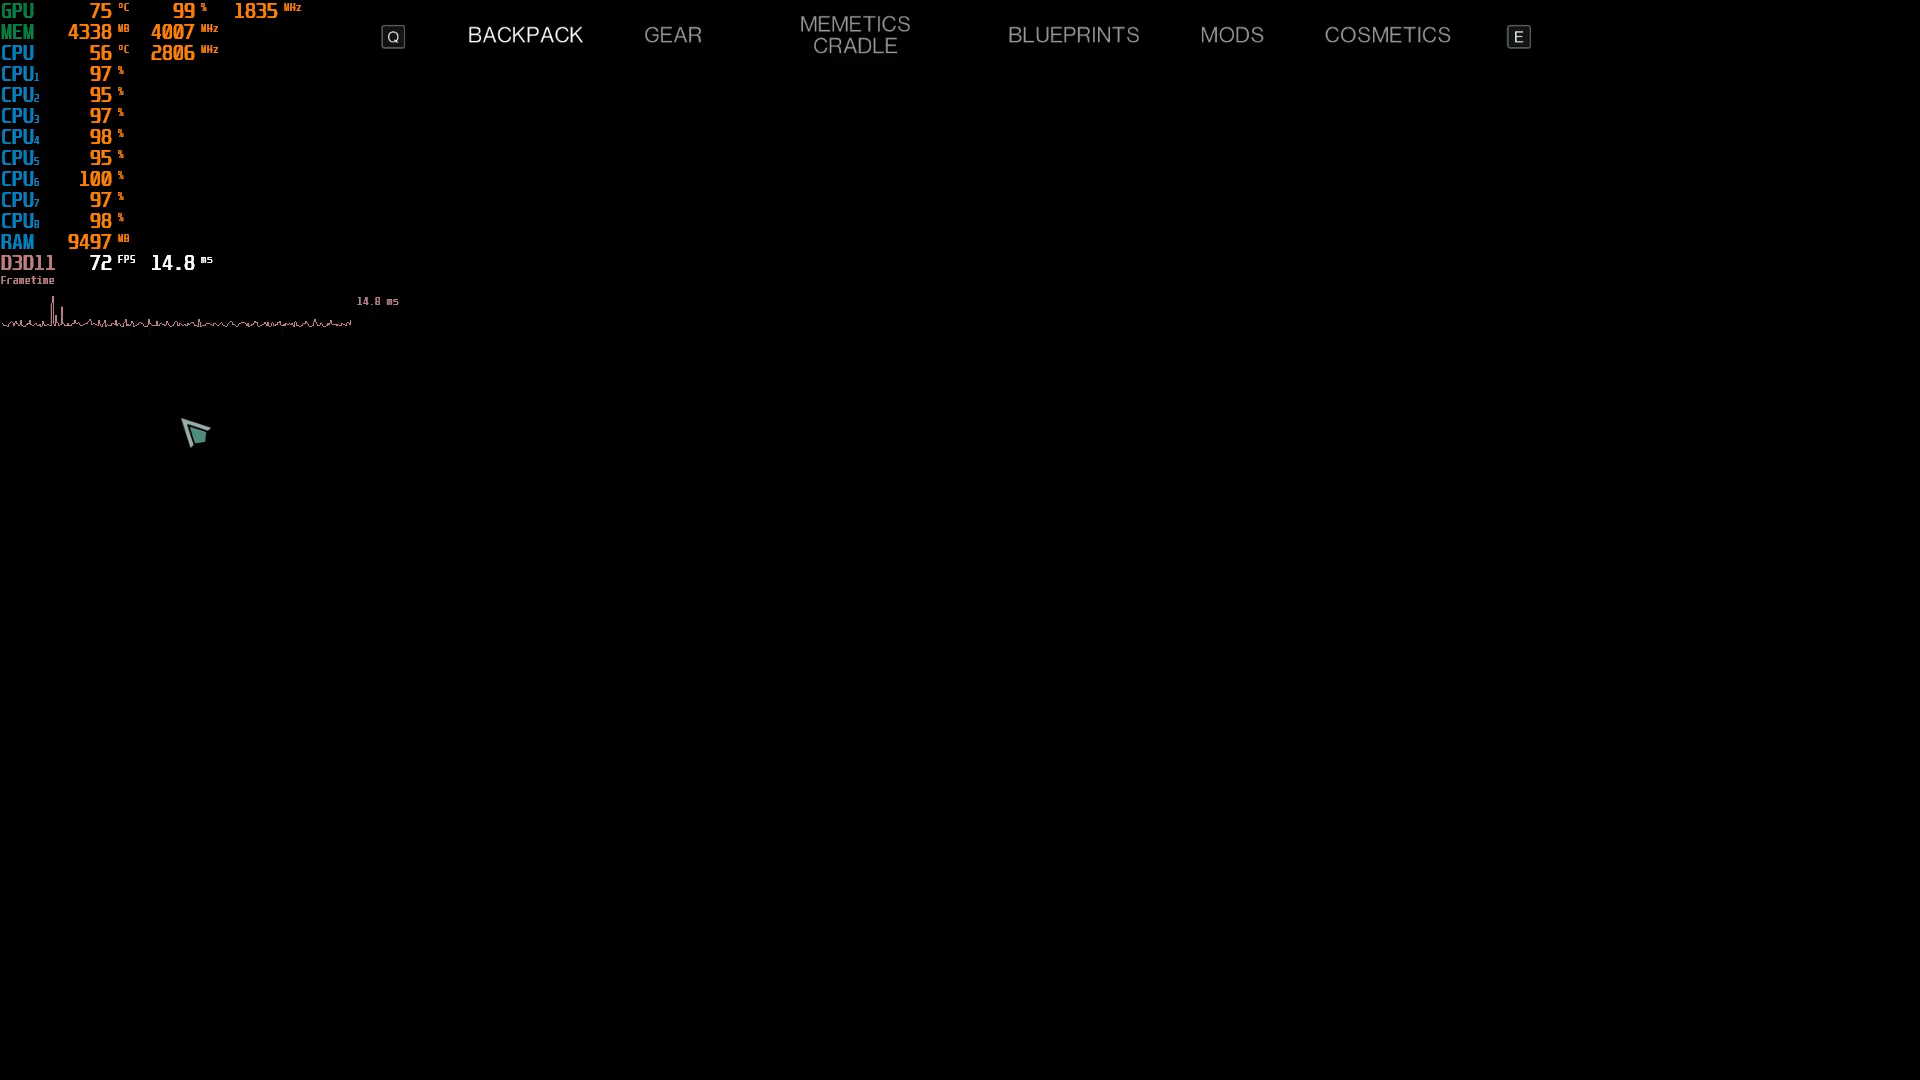 GPU 75 °C 99 % 1835 MHz
MEM 4338 MB 4007 MHz
CPU 56 °C 2806 MHz
CPU1 97 %
CPU2 95 %
CPU3 97 %
CPU4 98 %
CPU5 95 %
CPU6 100 %
CPU7 97 %
CPU8 98 %
RAM 9497 MB
D3D11 72 FPS 14.8 ms
Frametime
14.8 ms
Q
BACKPACK
GEAR
MEMETICS
CRADLE
BLUEPRINTS
MODS
COSMETICS
E